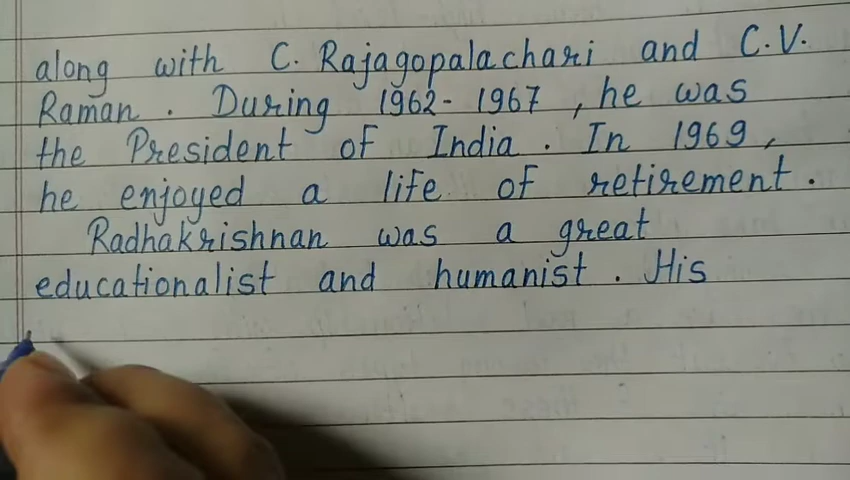 along with C. Rajagopalachari and C.V.
Raman. During 1962-1967, he was
the President of India. In 1969,
he enjoyed a life of retirement.
Radhakrishnan was a great
educationalist and humanist. His